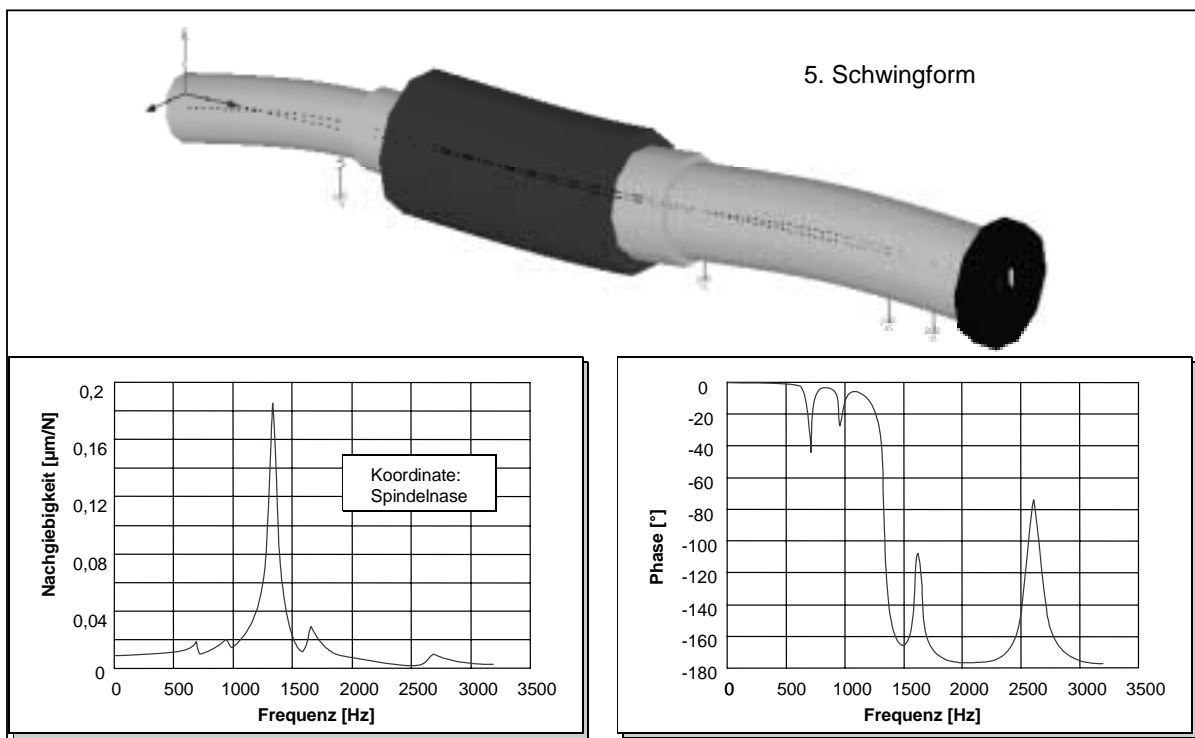 5. Schwingform
Nachgiebigkeit [µm/N]
0,2
0,16
0,12
0,08
0,04
0
Koordinate:
Spindelnase
0 500 1000 1500 2000 2500 3000 3500
Frequenz [Hz]
Phase [°]
0
-20
-40
-60
-80
-100
-120
-140
-160
-180
0 500 1000 1500 2000 2500 3000 3500
Frequenz [Hz]